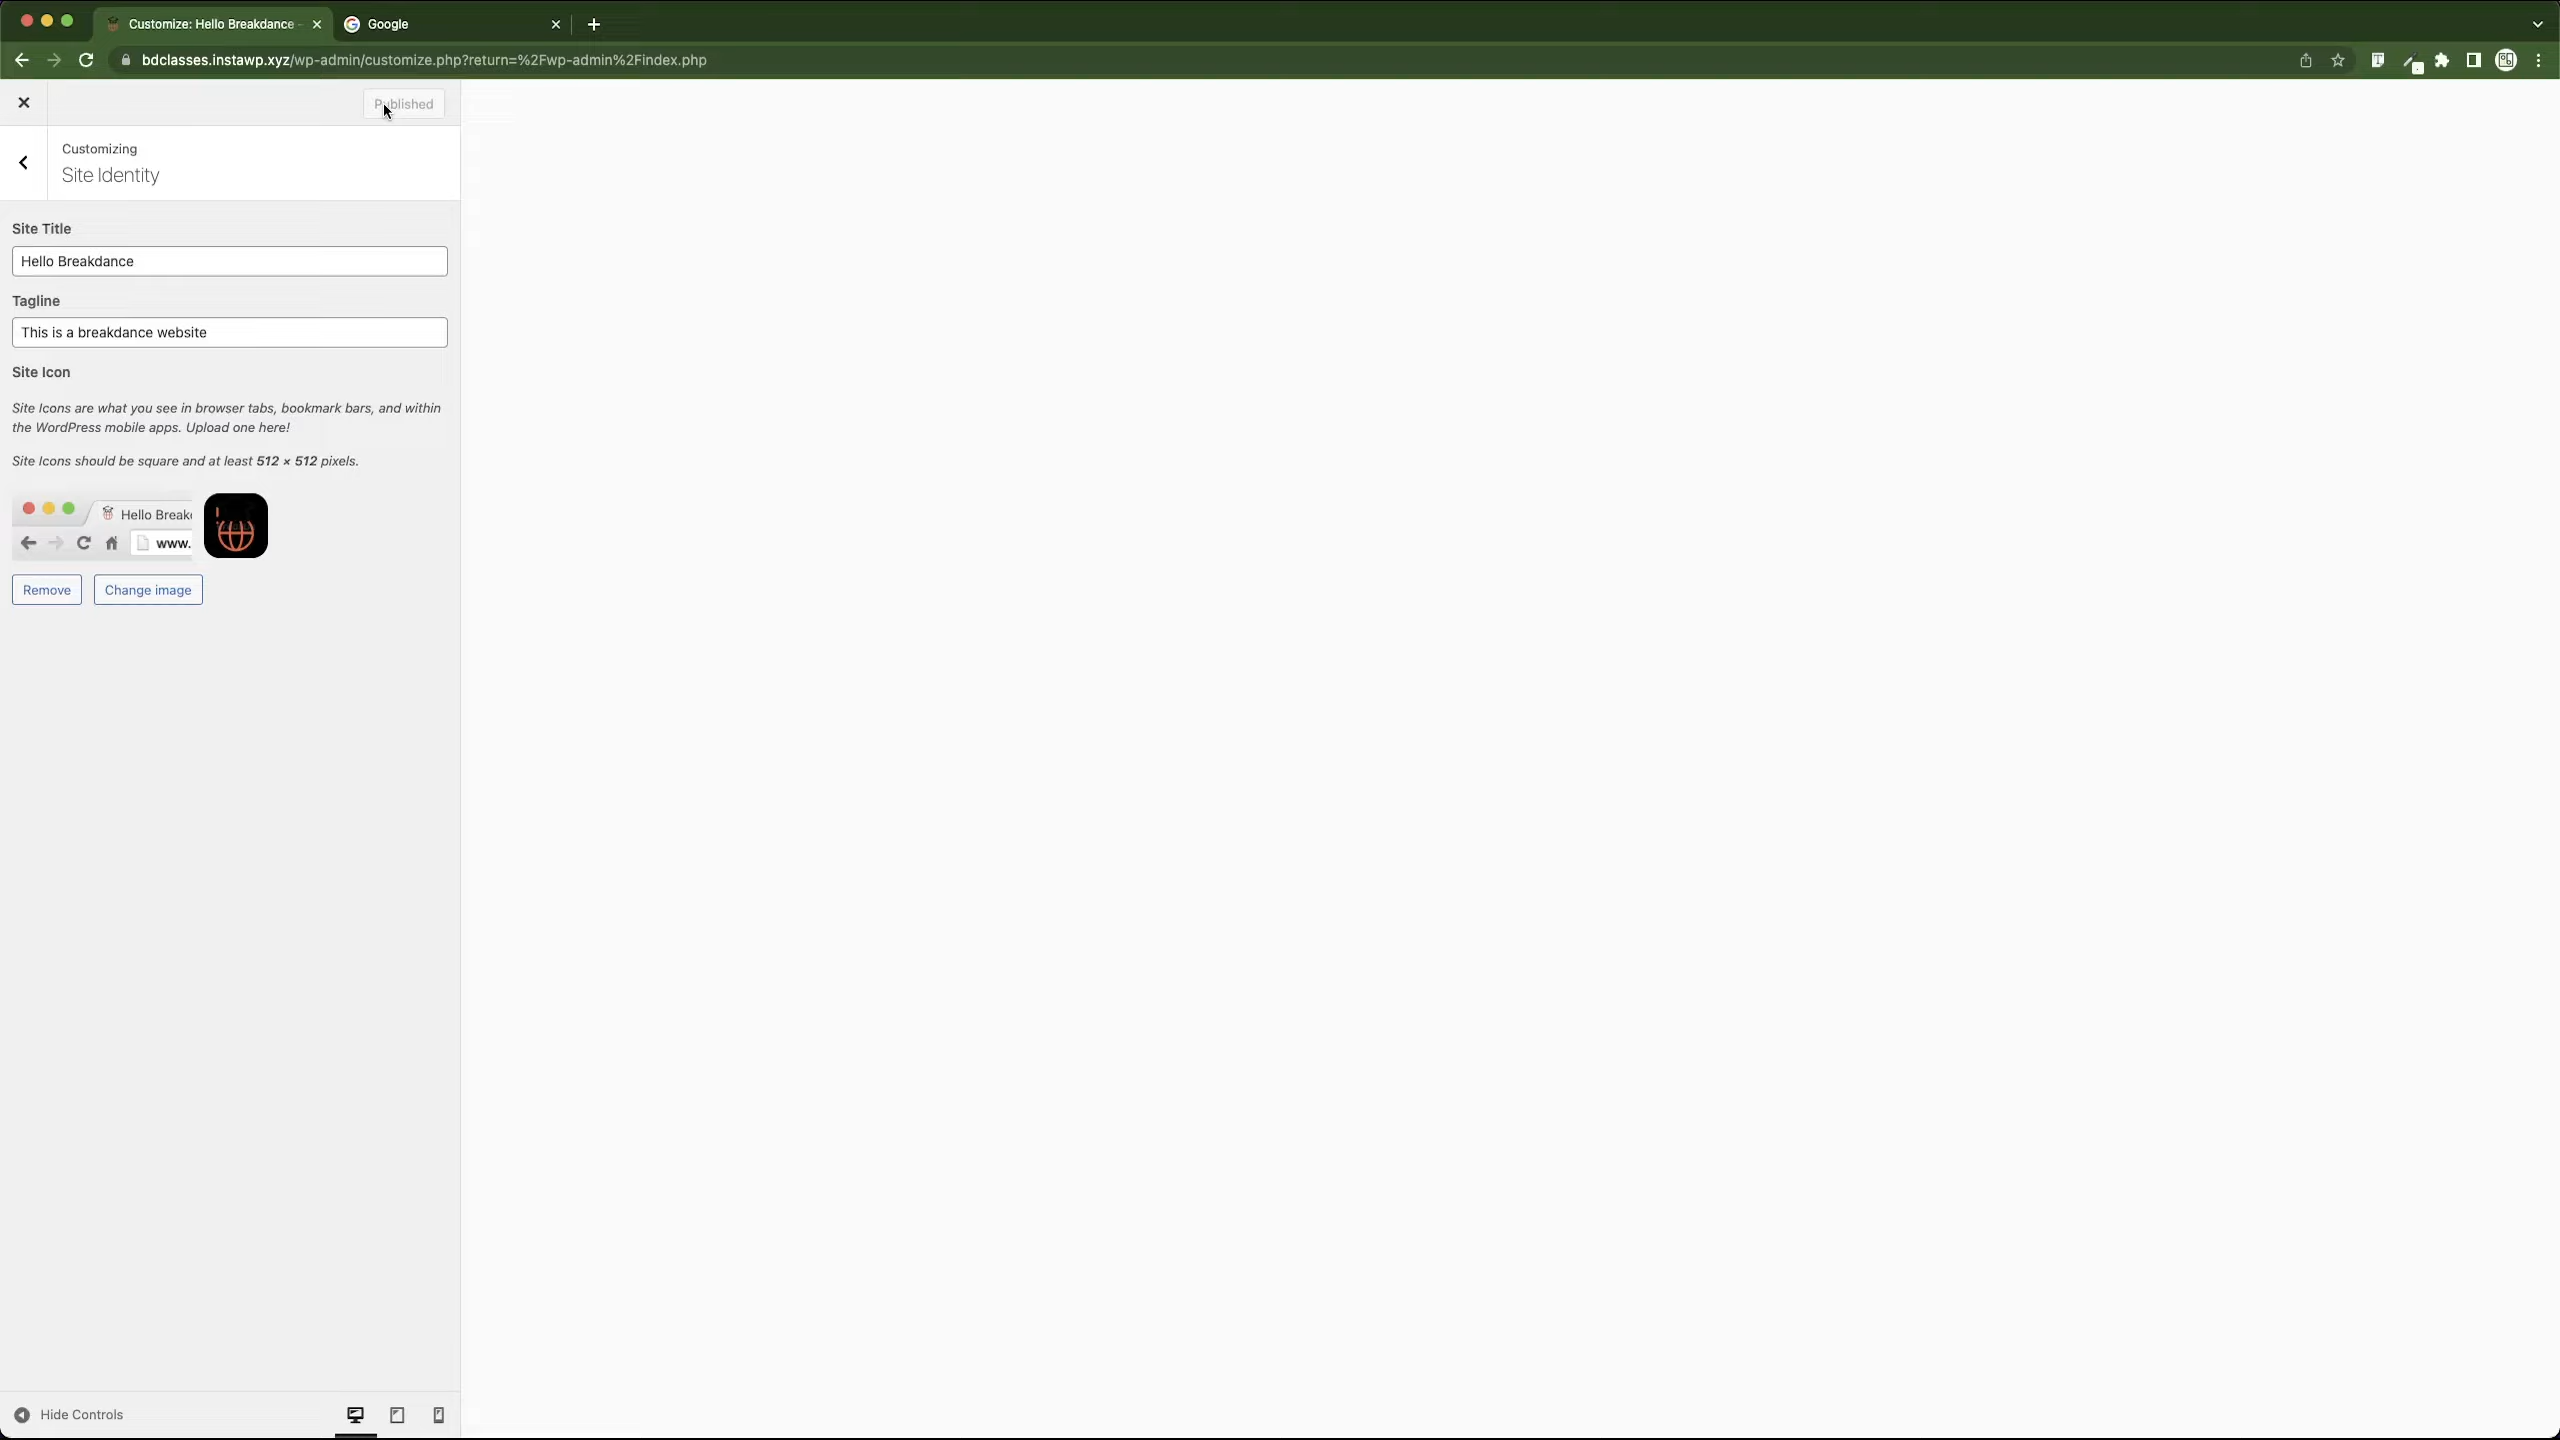 Customize: Hello Breakdance -
Google
bdclasses.instawp.xyz/wp-admin/customize.php?return=%2Fwp-admin%2Findex.php
Published
Customizing
Site Identity
Site Title
Hello Breakdance
Tagline
This is a breakdance website
Site Icon
Site Icons are what you see in browser tabs, bookmark bars, and within
the WordPress mobile apps. Upload one here!
Site Icons should be square and at least 512 × 512 pixels.
Hello Breakd
www.
Remove
Change image
Hide Controls